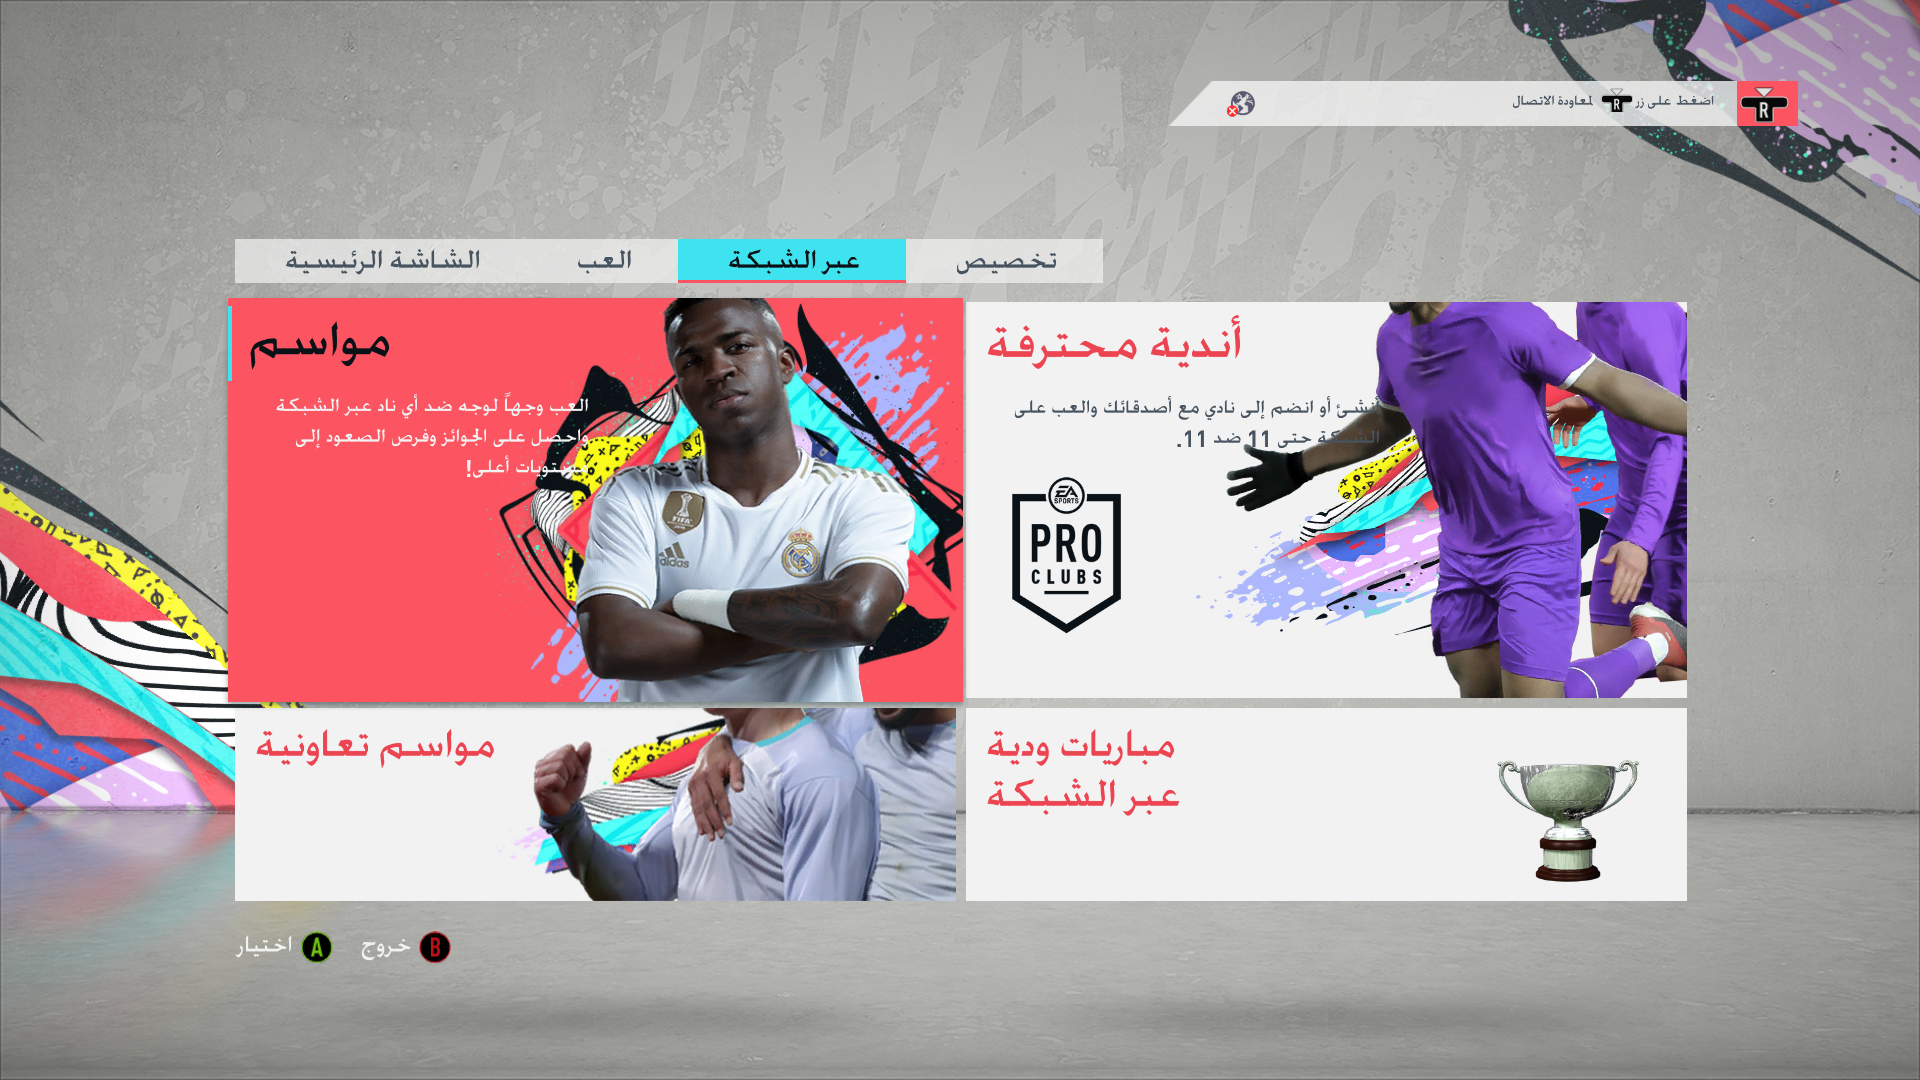 اضغط على زر R لمعاودة الاتصال
R
الشاشة الرئيسية
العب
عبر الشبكة
تخصيص
مواسم
العب وجهاً لوجه ضد أي ناد عبر الشبكة
واحصل على الجوائز وفرص الصعود إلى
مستويات أعلى!
FIFA
adidas
أندية محترفة
أنشئ أو انضم إلى نادي مع أصدقائك والعب على
الشبكة حتى 11 ضد 11.
EA
SPORTS
PRO
CLUBS
مواسم تعاونية
مباريات ودية
عبر الشبكة
اختيار A
خروج B